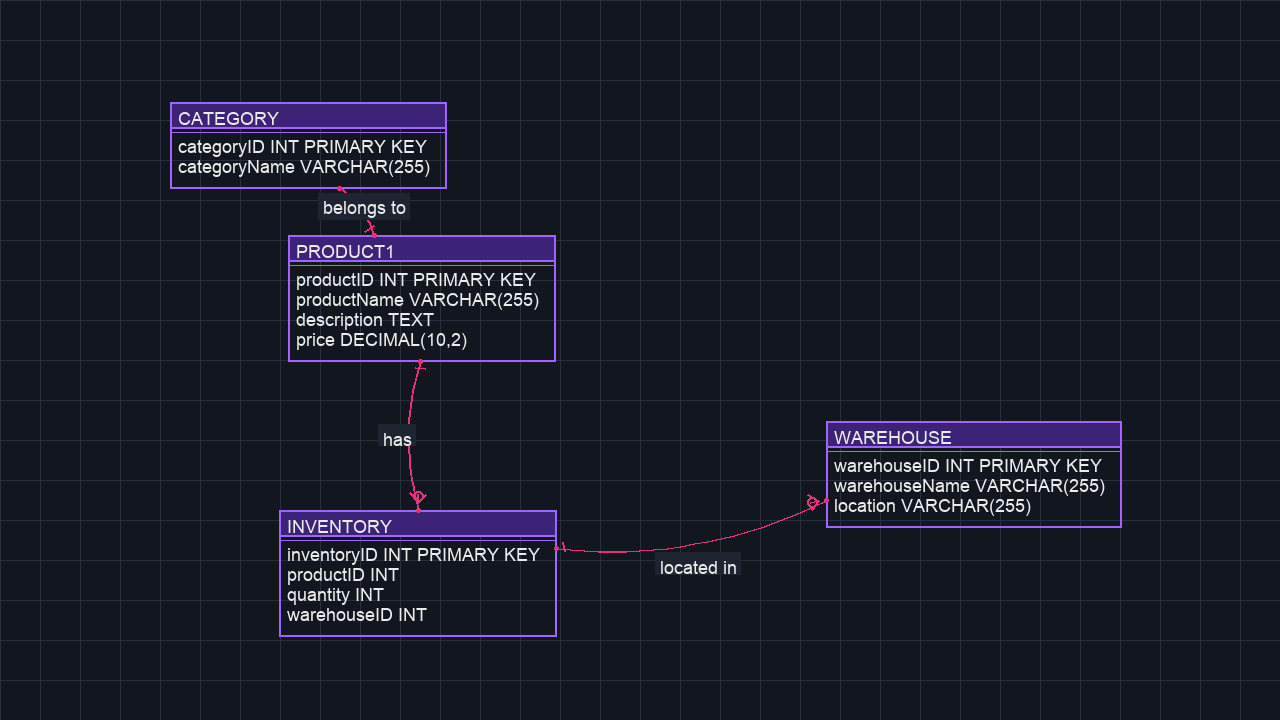 CATEGORY
categoryID INT PRIMARY KEY
categoryName VARCHAR(255)
belongs to
PRODUCT1
productID INT PRIMARY KEY
productName VARCHAR(255)
description TEXT
price DECIMAL(10,2)
has
INVENTORY
inventoryID INT PRIMARY KEY
productID INT
quantity INT
warehouseID INT
located in
WAREHOUSE
warehouseID INT PRIMARY KEY
warehouseName VARCHAR(255)
location VARCHAR(255)